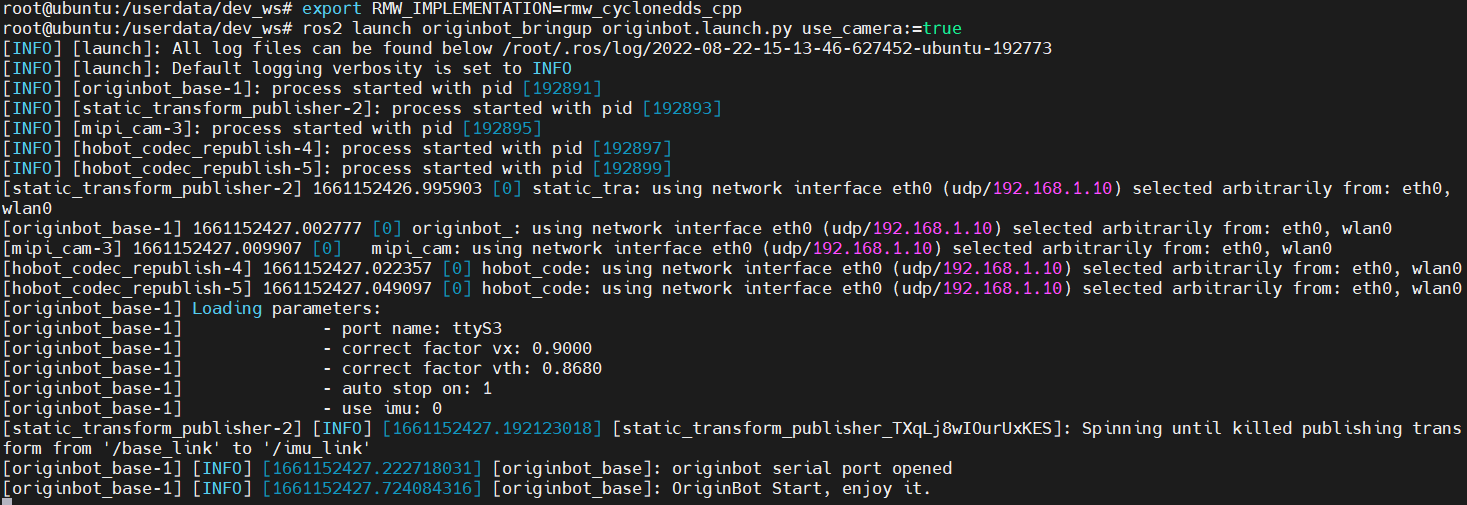 root@ubuntu:/userdata/dev_ws# export RMW_IMPLEMENTATION=rmw_cyclonedds_cpp
root@ubuntu:/userdata/dev_ws# ros2 launch originbot_bringup originbot.launch.py use_camera:=true
[INFO] [launch]: All log files can be found below /root/.ros/log/2022-08-22-15-13-46-627452-ubuntu-192773
[INFO] [launch]: Default logging verbosity is set to INFO
[INFO] [originbot_base-1]: process started with pid [192891]
[INFO] [static_transform_publisher-2]: process started with pid [192893]
[INFO] [mipi_cam-3]: process started with pid [192895]
[INFO] [hobot_codec_republish-4]: process started with pid [192897]
[INFO] [hobot_codec_republish-5]: process started with pid [192899]
[static_transform_publisher-2] 1661152426.995903 [0] static_tra: using network interface eth0 (udp/192.168.1.10) selected arbitrarily from: eth0,
wlan0
[originbot_base-1] 1661152427.002777 [0] originbot_: using network interface eth0 (udp/192.168.1.10) selected arbitrarily from: eth0, wlan0
[mipi_cam-3] 1661152427.009907 [0]   mipi_cam: using network interface eth0 (udp/192.168.1.10) selected arbitrarily from: eth0, wlan0
[hobot_codec_republish-4] 1661152427.022357 [0] hobot_code: using network interface eth0 (udp/192.168.1.10) selected arbitrarily from: eth0, wlan0
[hobot_codec_republish-5] 1661152427.049097 [0] hobot_code: using network interface eth0 (udp/192.168.1.10) selected arbitrarily from: eth0, wlan0
[originbot_base-1] Loading parameters:
[originbot_base-1]              - port name: ttyS3
[originbot_base-1]              - correct factor vx: 0.9000
[originbot_base-1]              - correct factor vth: 0.8680
[originbot_base-1]              - auto stop on: 1
[originbot_base-1]              - use imu: 0
[static_transform_publisher-2] [INFO] [1661152427.192123018] [static_transform_publisher_TXqLj8wIOurUxKES]: Spinning until killed publishing trans
form from '/base_link' to '/imu_link'
[originbot_base-1] [INFO] [1661152427.222718031] [originbot_base]: originbot serial port opened
[originbot_base-1] [INFO] [1661152427.724084316] [originbot_base]: OriginBot Start, enjoy it.